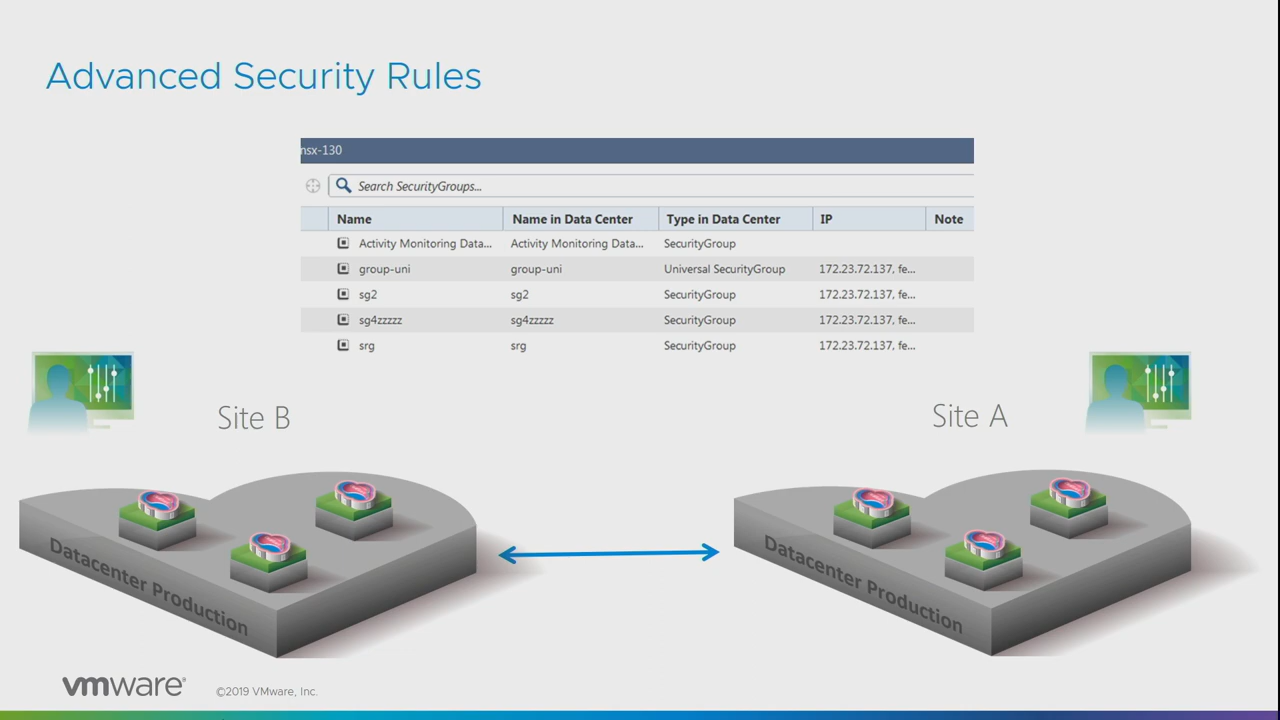 Advanced Security Rules
nsx-130
Search SecurityGroups...
Name Name in Data Center Type in Data Center IP Note
Activity Monitoring Data... Activity Monitoring Data... SecurityGroup
group-uni group-uni Universal SecurityGroup 172.23.72.137, fe...
sg2 sg2 SecurityGroup 172.23.72.137, fe...
sg4zzzzz sg4zzzzz SecurityGroup 172.23.72.137, fe...
srg srg SecurityGroup 172.23.72.137, fe...
Site B
Site A
Datacenter Production
Datacenter Production
vmware®
©2019 VMware, Inc.